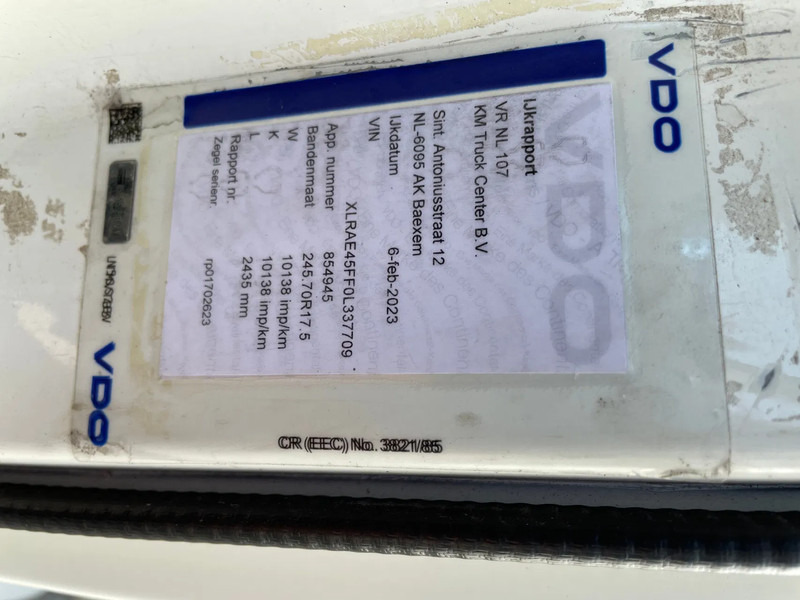 VDO
IJkrapport
VR NL 107
KM Truck Center B.V.
Sint. Antoniusstraat 12
NL-6095 AK Baexem
IJkdatum 6-feb-2023
VIN
XLRAE45FF0L337709
App. nummer 854945
Bandenmaat 245.70R17.5
W 10138 imp/km
K 10138 imp/km
L 2435 mm
Rapport nr.
Zegel serienr. rp01702623
VDO
CR (EEC) No. 3821/85